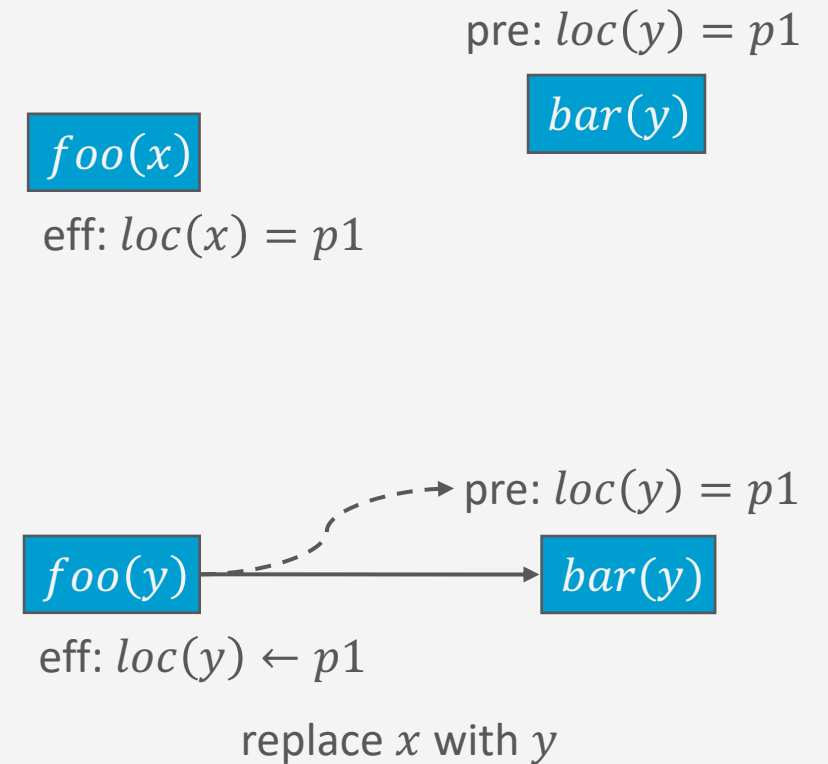 pre: loc(y) = p1
bar(y)
foo(x)
eff: loc(x) = p1
pre: loc(y) = p1
foo(y)
bar(y)
eff: loc(y) ← p1
replace x with y